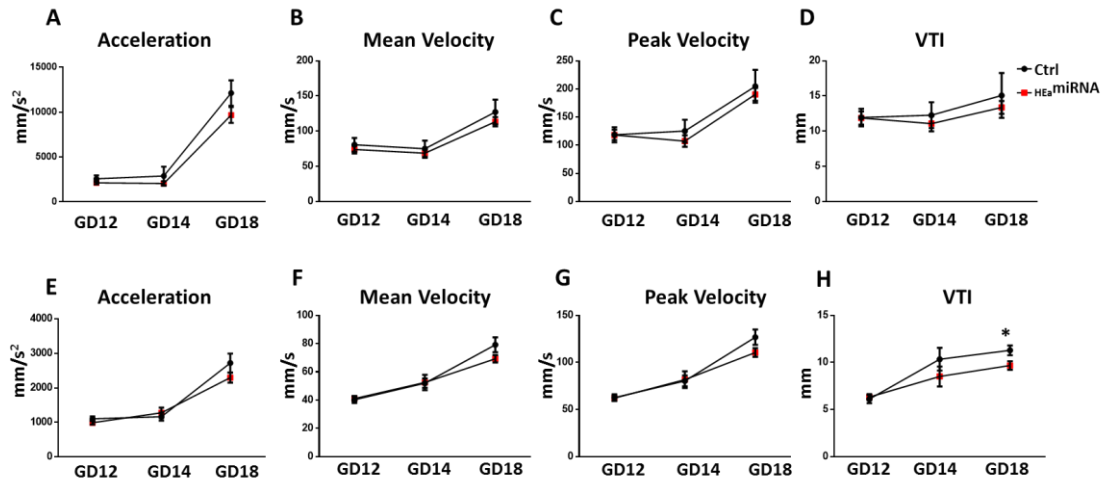 A
Acceleration
mm/s²
15000
10000
5000
0
GD12 GD14 GD18
B
Mean Velocity
mm/s
200
150
100
50
0
GD12 GD14 GD18
C
Peak Velocity
mm/s
250
200
150
100
50
0
GD12 GD14 GD18
D
VTI
mm
20
15
10
5
0
GD12 GD14 GD18
Ctrl
HEamiRNA
E
Acceleration
mm/s²
4000
3000
2000
1000
0
GD12 GD14 GD18
F
Mean Velocity
mm/s
100
80
60
40
20
0
GD12 GD14 GD18
G
Peak Velocity
mm/s
150
100
50
0
GD12 GD14 GD18
H
VTI
mm
15
10
5
0
*
GD12 GD14 GD18